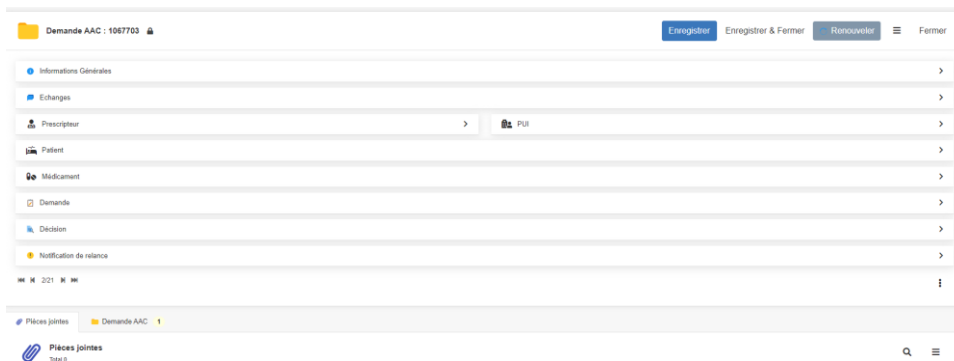 Demande AAC : 1067703
Enregistrer Enregistrer & Fermer Renouveler Fermer
Informations Générales
Echanges
Prescripteur PUI
Patient
Médicament
Demande
Décision
Notification de relance
2/21
Pièces jointes Demande AAC 1
Pièces jointes
Total 0